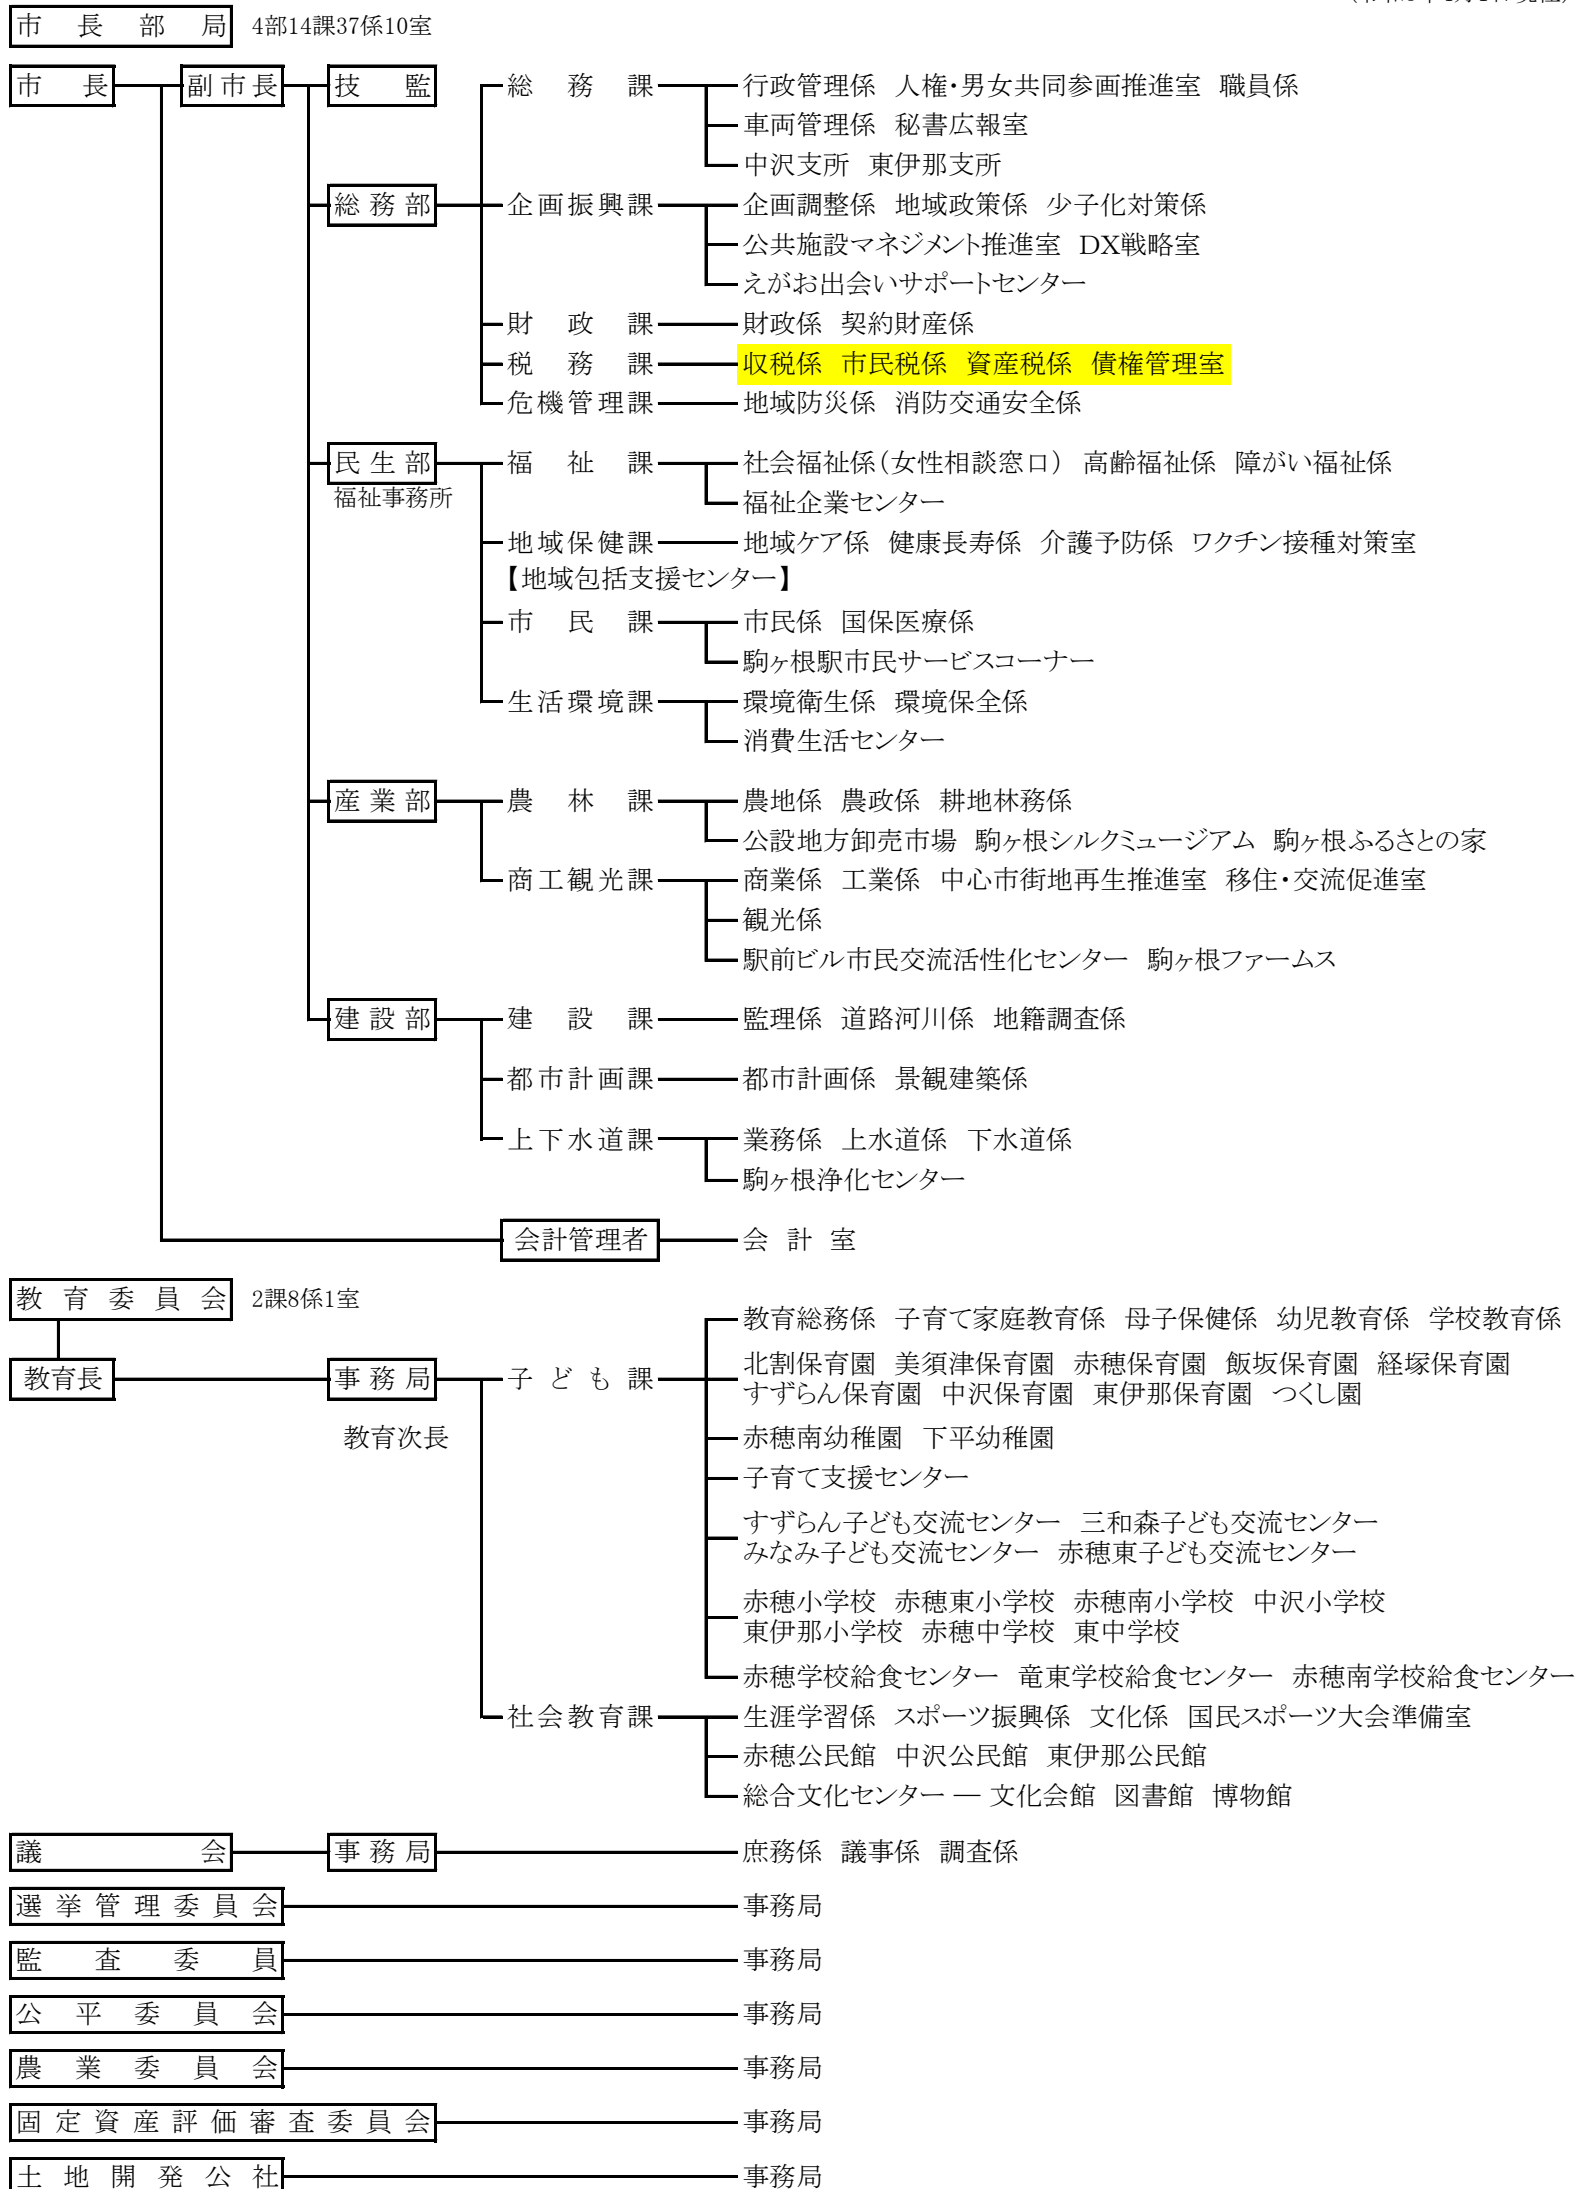 市長部局 4部14課37係10室
市長 副市長 技監 総務課 行政管理係 人権・男女共同参画推進室 職員係
車両管理係 秘書広報室
中沢支所 東伊那支所
総務部 企画振興課 企画調整係 地域政策係 少子化対策係
公共施設マネジメント推進室 DX戦略室
えがお出会いサポートセンター
財政課 財政係 契約財産係
税務課 収税係 市民税係 資産税係 債権管理室
危機管理課 地域防災係 消防交通安全係
民生部 福祉課 社会福祉係(女性相談窓口) 高齢福祉係 障がい福祉係
福祉事務所 福祉企業センター
地域保健課 地域ケア係 健康長寿係 介護予防係 ワクチン接種対策室
【地域包括支援センター】
市民課 市民係 国保医療係
駒ヶ根駅市民サービスコーナー
生活環境課 環境衛生係 環境保全係
消費生活センター
産業部 農林課 農地係 農政係 耕地林務係
公設地方卸売市場 駒ヶ根シルクミュージアム 駒ヶ根ふるさとの家
商工観光課 商業係 工業係 中心市街地再生推進室 移住・交流促進室
観光係
駅前ビル市民交流活性化センター 駒ヶ根ファームス
建設部 建設課 監理係 道路河川係 地籍調査係
都市計画課 都市計画係 景観建築係
上下水道課 業務係 上水道係 下水道係
駒ヶ根浄化センター
会計管理者 会計室
教育委員会 2課8係1室
教育総務係 子育て家庭教育係 母子保健係 幼児教育係 学校教育係
教育長 事務局 子ども課 北割保育園 美須津保育園 赤穂保育園 飯坂保育園 経塚保育園
すずらん保育園 中沢保育園 東伊那保育園 つくし園
教育次長 赤穂南幼稚園 下平幼稚園
子育て支援センター
すずらん子ども交流センター 三和森子ども交流センター
みなみ子ども交流センター 赤穂東子ども交流センター
赤穂小学校 赤穂東小学校 赤穂南小学校 中沢小学校
東伊那小学校 赤穂中学校 東中学校
赤穂学校給食センター 竜東学校給食センター 赤穂南学校給食センター
社会教育課 生涯学習係 スポーツ振興係 文化係 国民スポーツ大会準備室
赤穂公民館 中沢公民館 東伊那公民館
総合文化センター ― 文化会館 図書館 博物館
議会 事務局 庶務係 議事係 調査係
選挙管理委員会 事務局
監査委員 事務局
公平委員会 事務局
農業委員会 事務局
固定資産評価審査委員会 事務局
土地開発公社 事務局